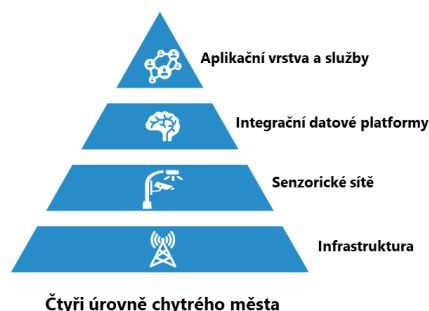 Aplikační vrstva a služby
Integrační datové platformy
Senzorické sítě
Infrastruktura
Čtyři úrovně chytrého města